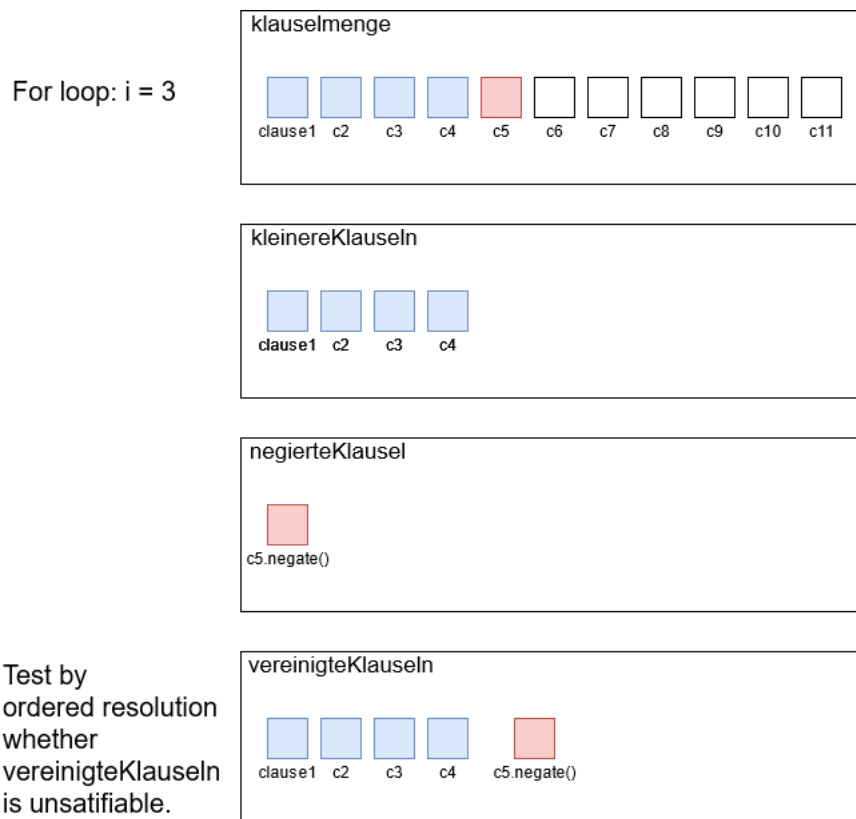 klauselmenge
For loop: i = 3
clause1 c2 c3 c4 c5 c6 c7 c8 c9 c10 c11
kleinereKlauseln
clause1 c2 c3 c4
negierteKlausel
c5.negate()
Test by
ordered resolution
whether
vereinigteKlauseln
is unsatifiable.
vereinigteKlauseln
clause1 c2 c3 c4 c5.negate()